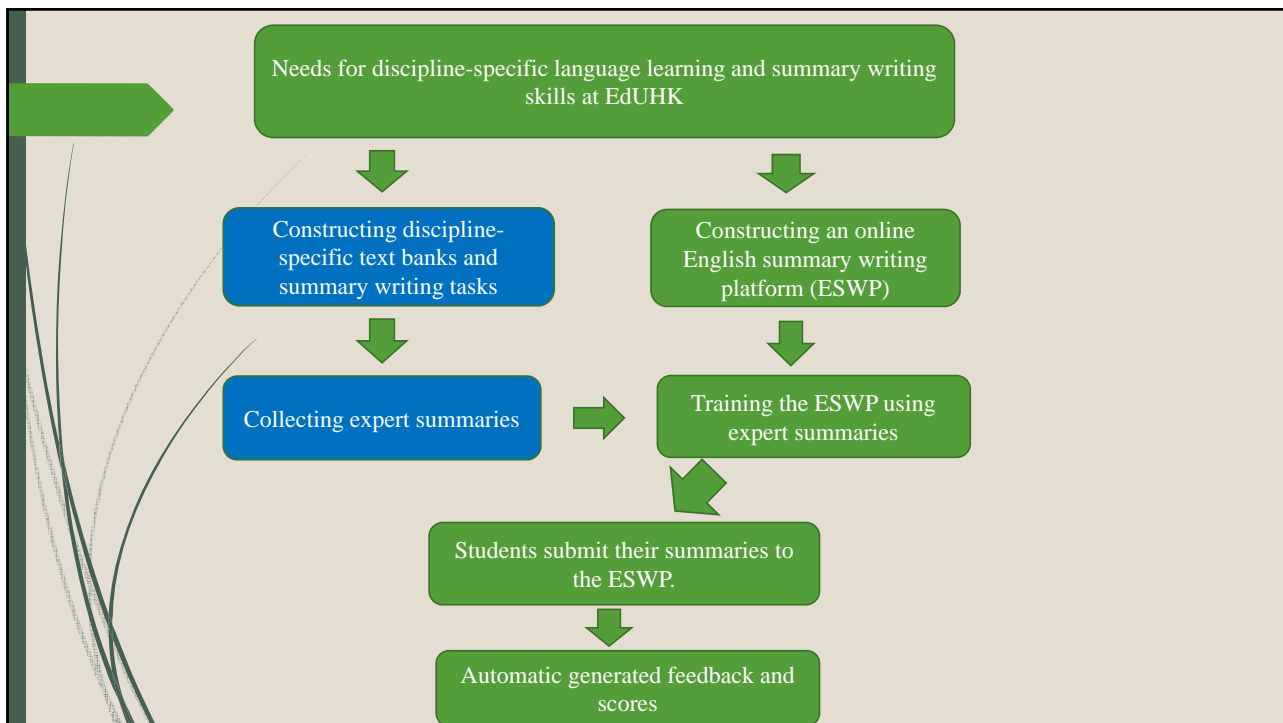 Needs for discipline-specific language learning and summary writing
skills at EdUHK
Constructing discipline-
specific text banks and
summary writing tasks
Constructing an online
English summary writing
platform (ESWP)
Collecting expert summaries
Training the ESWP using
expert summaries
Students submit their summaries to
the ESWP.
Automatic generated feedback and
scores